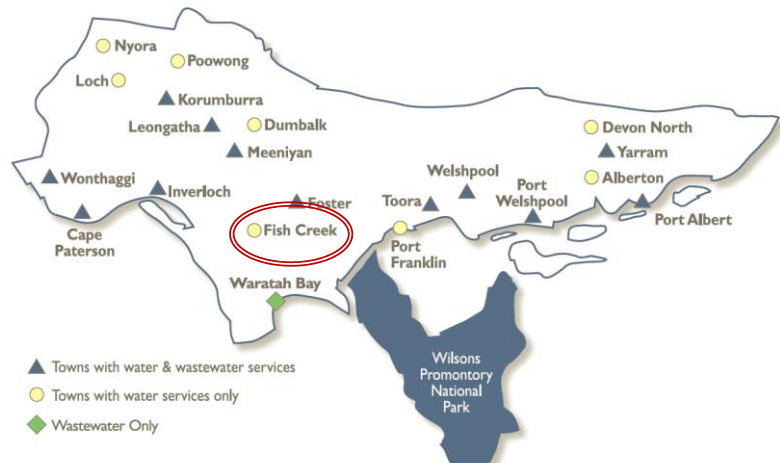 Nyora
Poowong
Loch
Korumburra
Leongatha
Dumbalk
Meeniyan
Devon North
Yarram
Alberton
Wonthaggi
Inverloch
Cape
Paterson
Foster
Fish Creek
Toora
Welshpool
Port
Welshpool
Port Albert
Port
Franklin
Waratah Bay
Wilsons
Promontory
National
Park
Towns with water & wastewater services
Towns with water services only
Wastewater Only